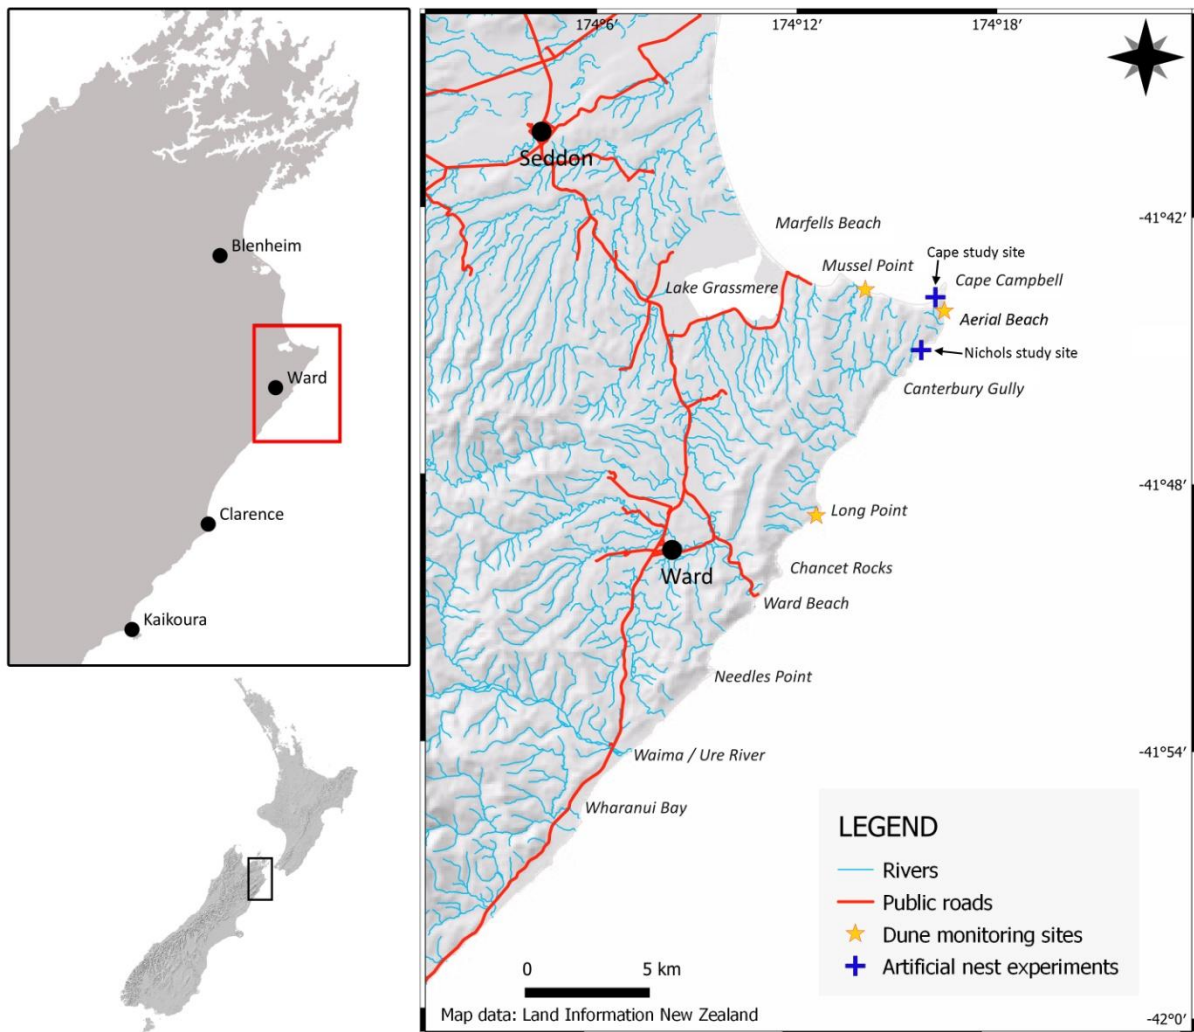 Blenheim
Ward
Clarence
Kaikoura
174°6′
174°12′
174°18′
Seddon
-41°42′
Marfells Beach
Cape study site
Mussel Point
Cape Campbell
Lake Grassmere
Aerial Beach
Nichols study site
Canterbury Gully
-41°48′
Long Point
Ward
Chancet Rocks
Ward Beach
Needles Point
-41°54′
Waima / Ure River
Wharanui Bay
LEGEND
Rivers
Public roads
Dune monitoring sites
Artificial nest experiments
0 5 km
Map data: Land Information New Zealand
-42°0′